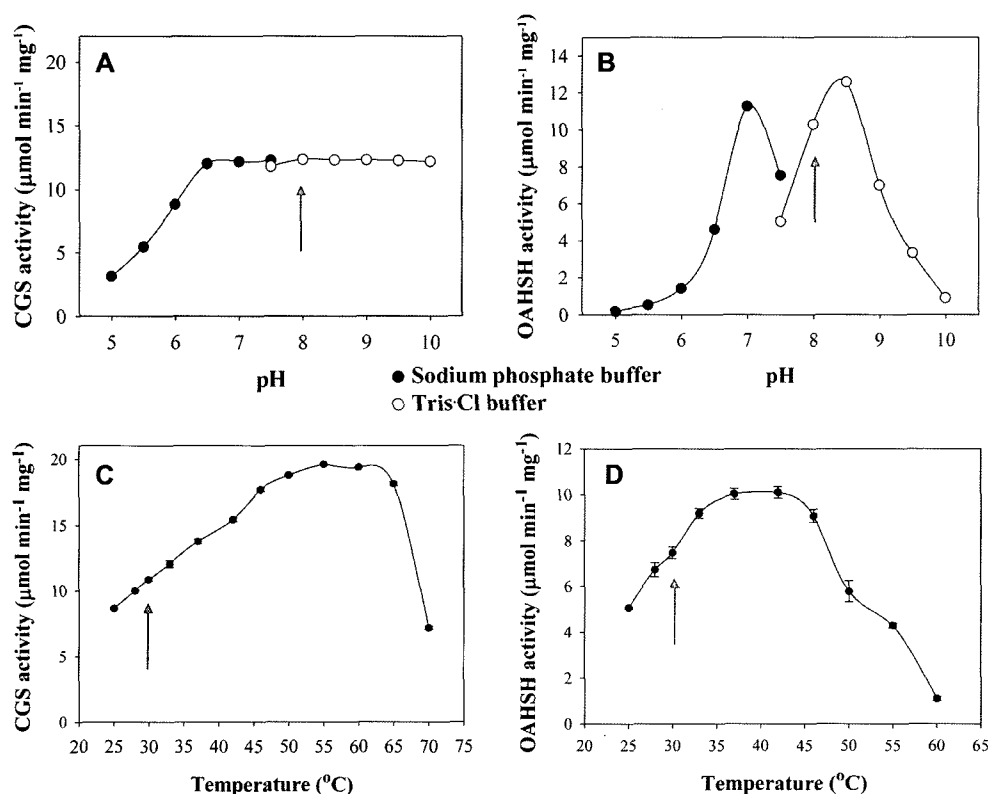 A
CGS activity (µmol min⁻¹ mg⁻¹)
20
15
10
5
0
5 6 7 8 9 10
pH
B
OAHSH activity (µmol min⁻¹ mg⁻¹)
14
12
10
8
6
4
2
0
5 6 7 8 9 10
pH
● Sodium phosphate buffer
○ Tris·Cl buffer
C
CGS activity (µmol min⁻¹ mg⁻¹)
20
15
10
5
0
20 25 30 35 40 45 50 55 60 65 70 75
Temperature (°C)
D
OAHSH activity (µmol min⁻¹ mg⁻¹)
12
10
8
6
4
2
0
20 25 30 35 40 45 50 55 60 65
Temperature (°C)